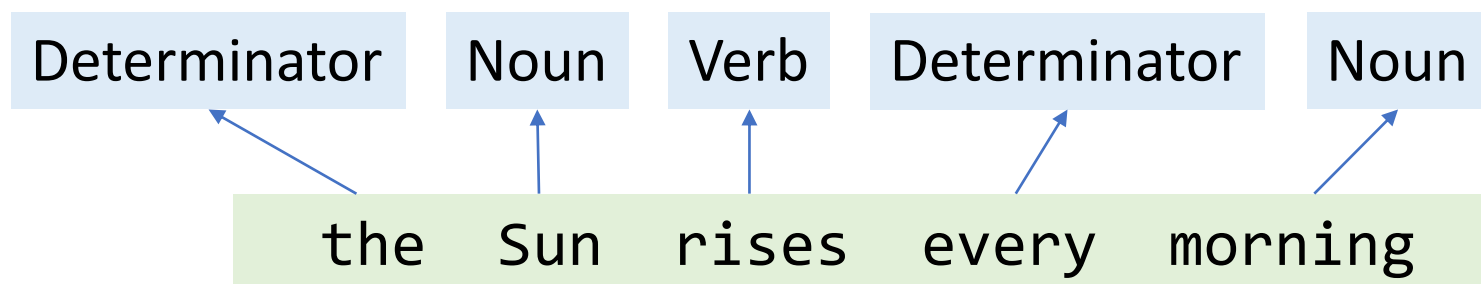 Determinator Noun Verb Determinator Noun
the Sun rises every morning